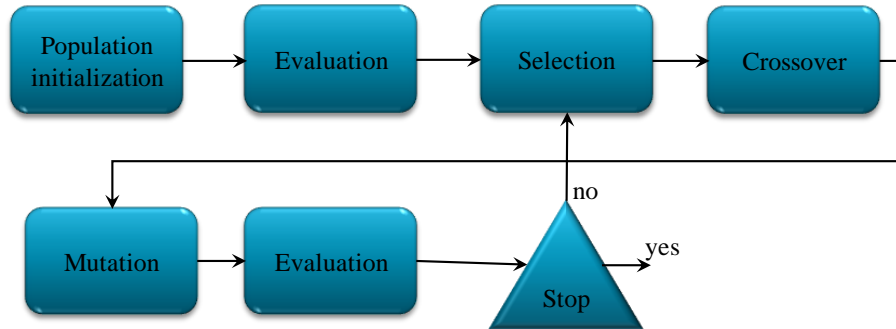 Population
initialization
Evaluation
Selection
Crossover
no
Mutation
Evaluation
Stop
yes